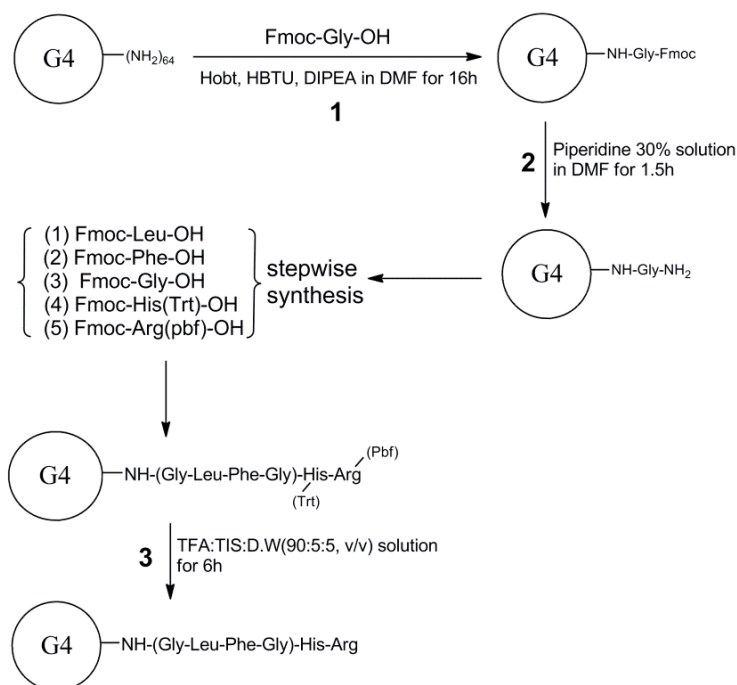 G4
(NH2)64
Fmoc-Gly-OH
Hobt, HBTU, DIPEA in DMF for 16h
1
G4
NH-Gly-Fmoc
2
Piperidine 30% solution
in DMF for 1.5h
G4
NH-Gly-NH2
(1) Fmoc-Leu-OH
(2) Fmoc-Phe-OH
(3) Fmoc-Gly-OH
(4) Fmoc-His(Trt)-OH
(5) Fmoc-Arg(pbf)-OH
stepwise
synthesis
G4
NH-(Gly-Leu-Phe-Gly)-His-Arg
(Pbf)
(Trt)
3
TFA:TIS:D.W(90:5:5, v/v) solution
for 6h
G4
NH-(Gly-Leu-Phe-Gly)-His-Arg